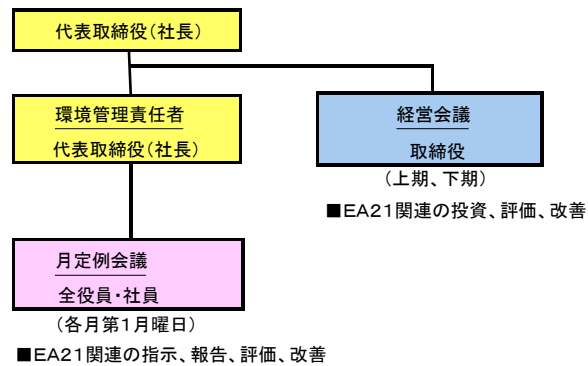 代表取締役（社長）
環境管理責任者
代表取締役（社長）
経営会議
取締役
（上期、下期）
■EA21関連の投資、評価、改善
月定例会議
全役員・社員
（各月第1月曜日）
■EA21関連の指示、報告、評価、改善